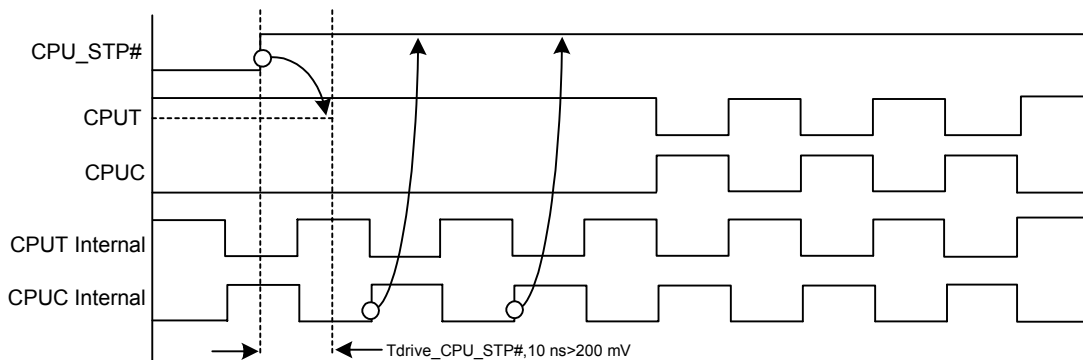 CPU_STP#
CPUT
CPUC
CPUT Internal
CPUC Internal
Tdrive_CPU_STP#,10 ns>200 mV